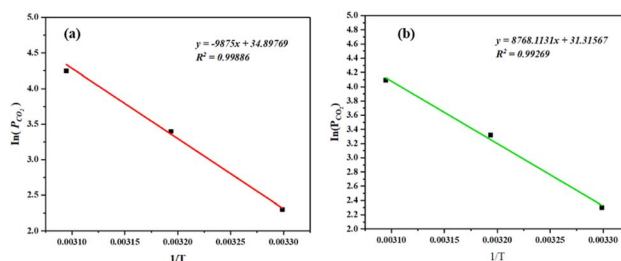 (a)
y = -9875x + 34.89769
R² = 0.99886
In( P_CO₂ )
5.0
4.5
4.0
3.5
3.0
2.5
2.0
0.00310 0.00315 0.00320 0.00325 0.00330
1/T
(b)
y = 8768.1131x + 31.31567
R² = 0.99269
In(P_CO₂)
5.0
4.8
4.6
4.4
4.2
4.0
3.8
3.6
3.4
3.2
3.0
2.8
2.6
2.4
2.2
2.0
0.00310 0.00315 0.00320 0.00325 0.00330
1/T